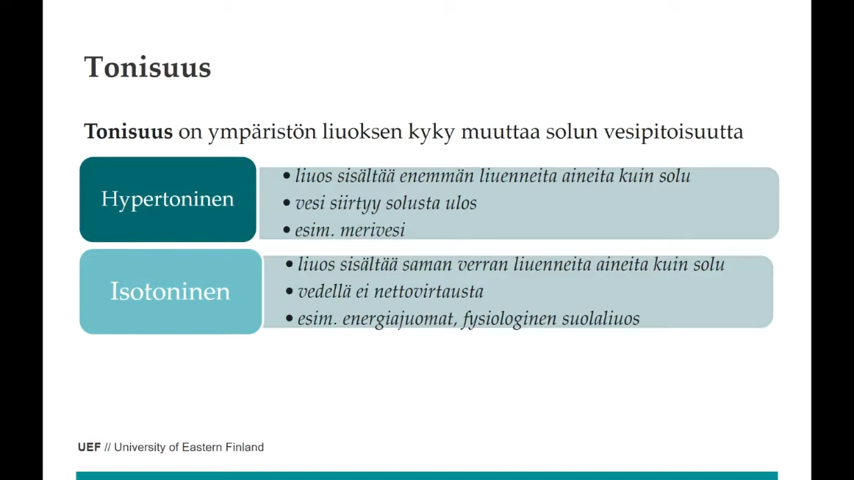 Tonisuus
Tonisuus on ympäristön liuoksen kyky muuttaa solun vesipitoisuutta
Hypertoninen
• liuos sisältää enemmän liuenneita aineita kuin solu
• vesi siirtyy solusta ulos
• esim. merivesi
Isotoninen
• liuos sisältää saman verran liuenneita aineita kuin solu
• vedellä ei nettovirtausta
• esim. energiajuomat, fysiologinen suolaliuos
UEF // University of Eastern Finland